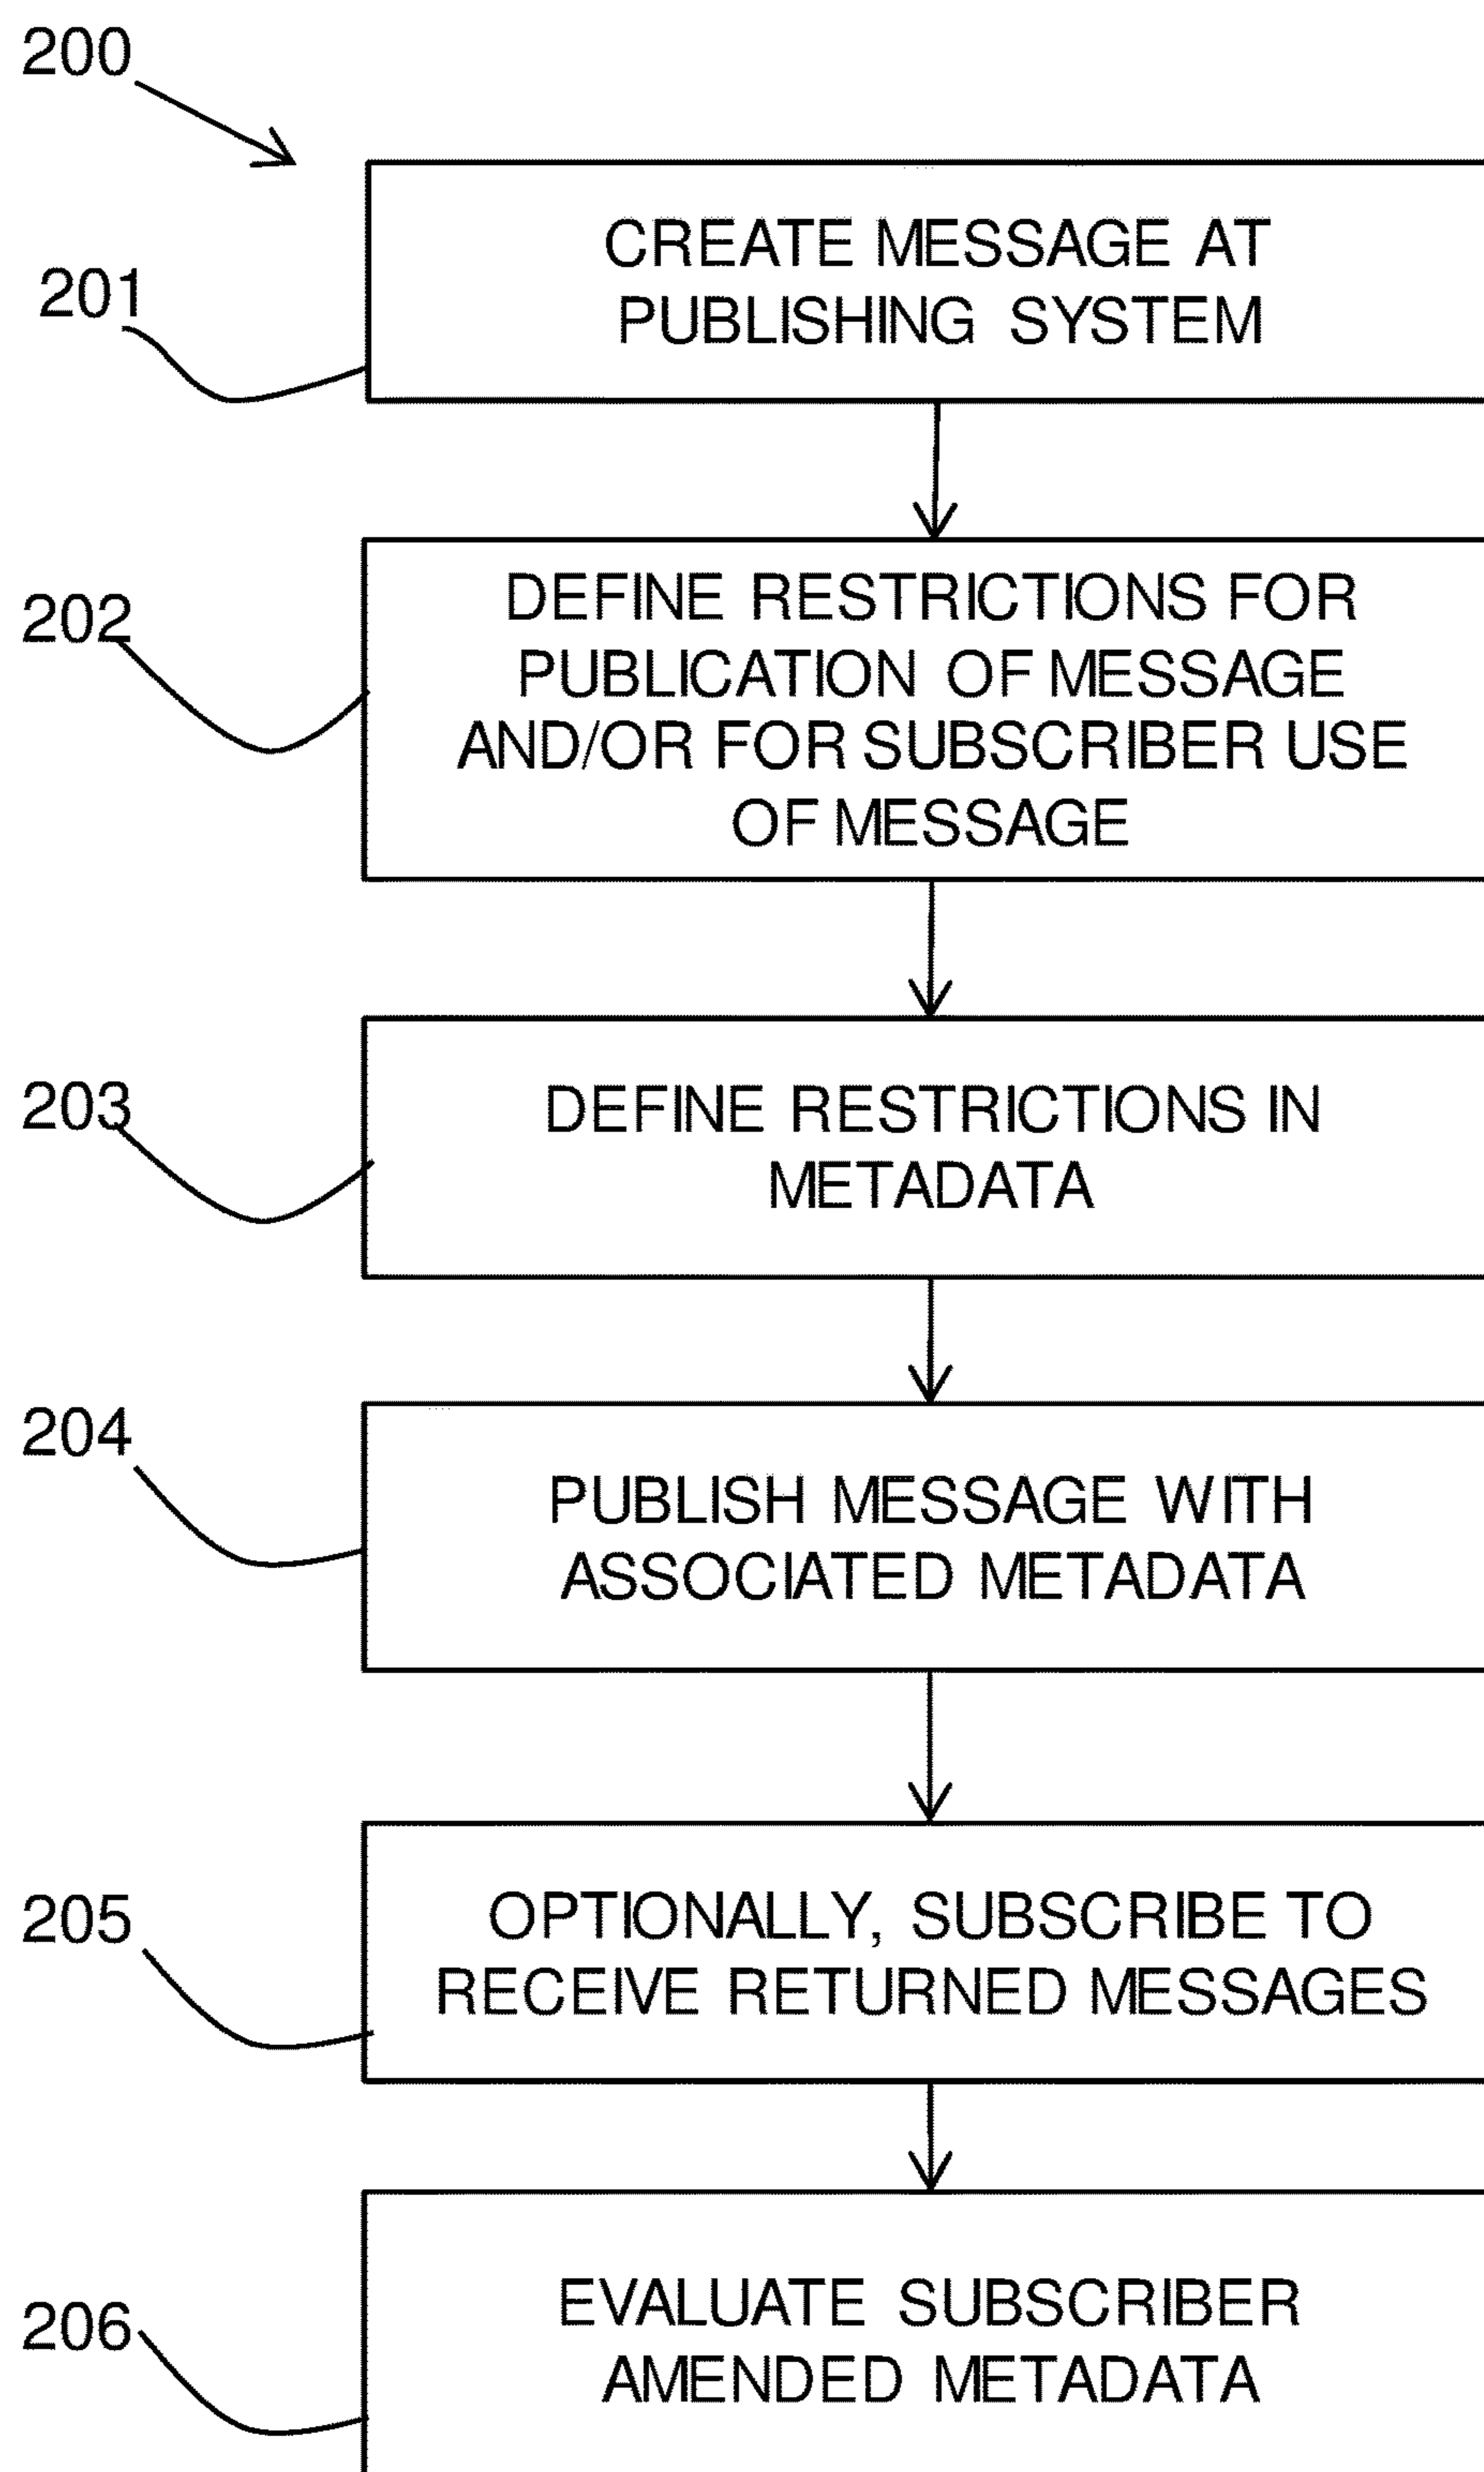 200
201
CREATE MESSAGE AT
PUBLISHING SYSTEM
202
DEFINE RESTRICTIONS FOR
PUBLICATION OF MESSAGE
AND/OR FOR SUBSCRIBER USE
OF MESSAGE
203
DEFINE RESTRICTIONS IN
METADATA
204
PUBLISH MESSAGE WITH
ASSOCIATED METADATA
205
OPTIONALLY, SUBSCRIBE TO
RECEIVE RETURNED MESSAGES
206
EVALUATE SUBSCRIBER
AMENDED METADATA